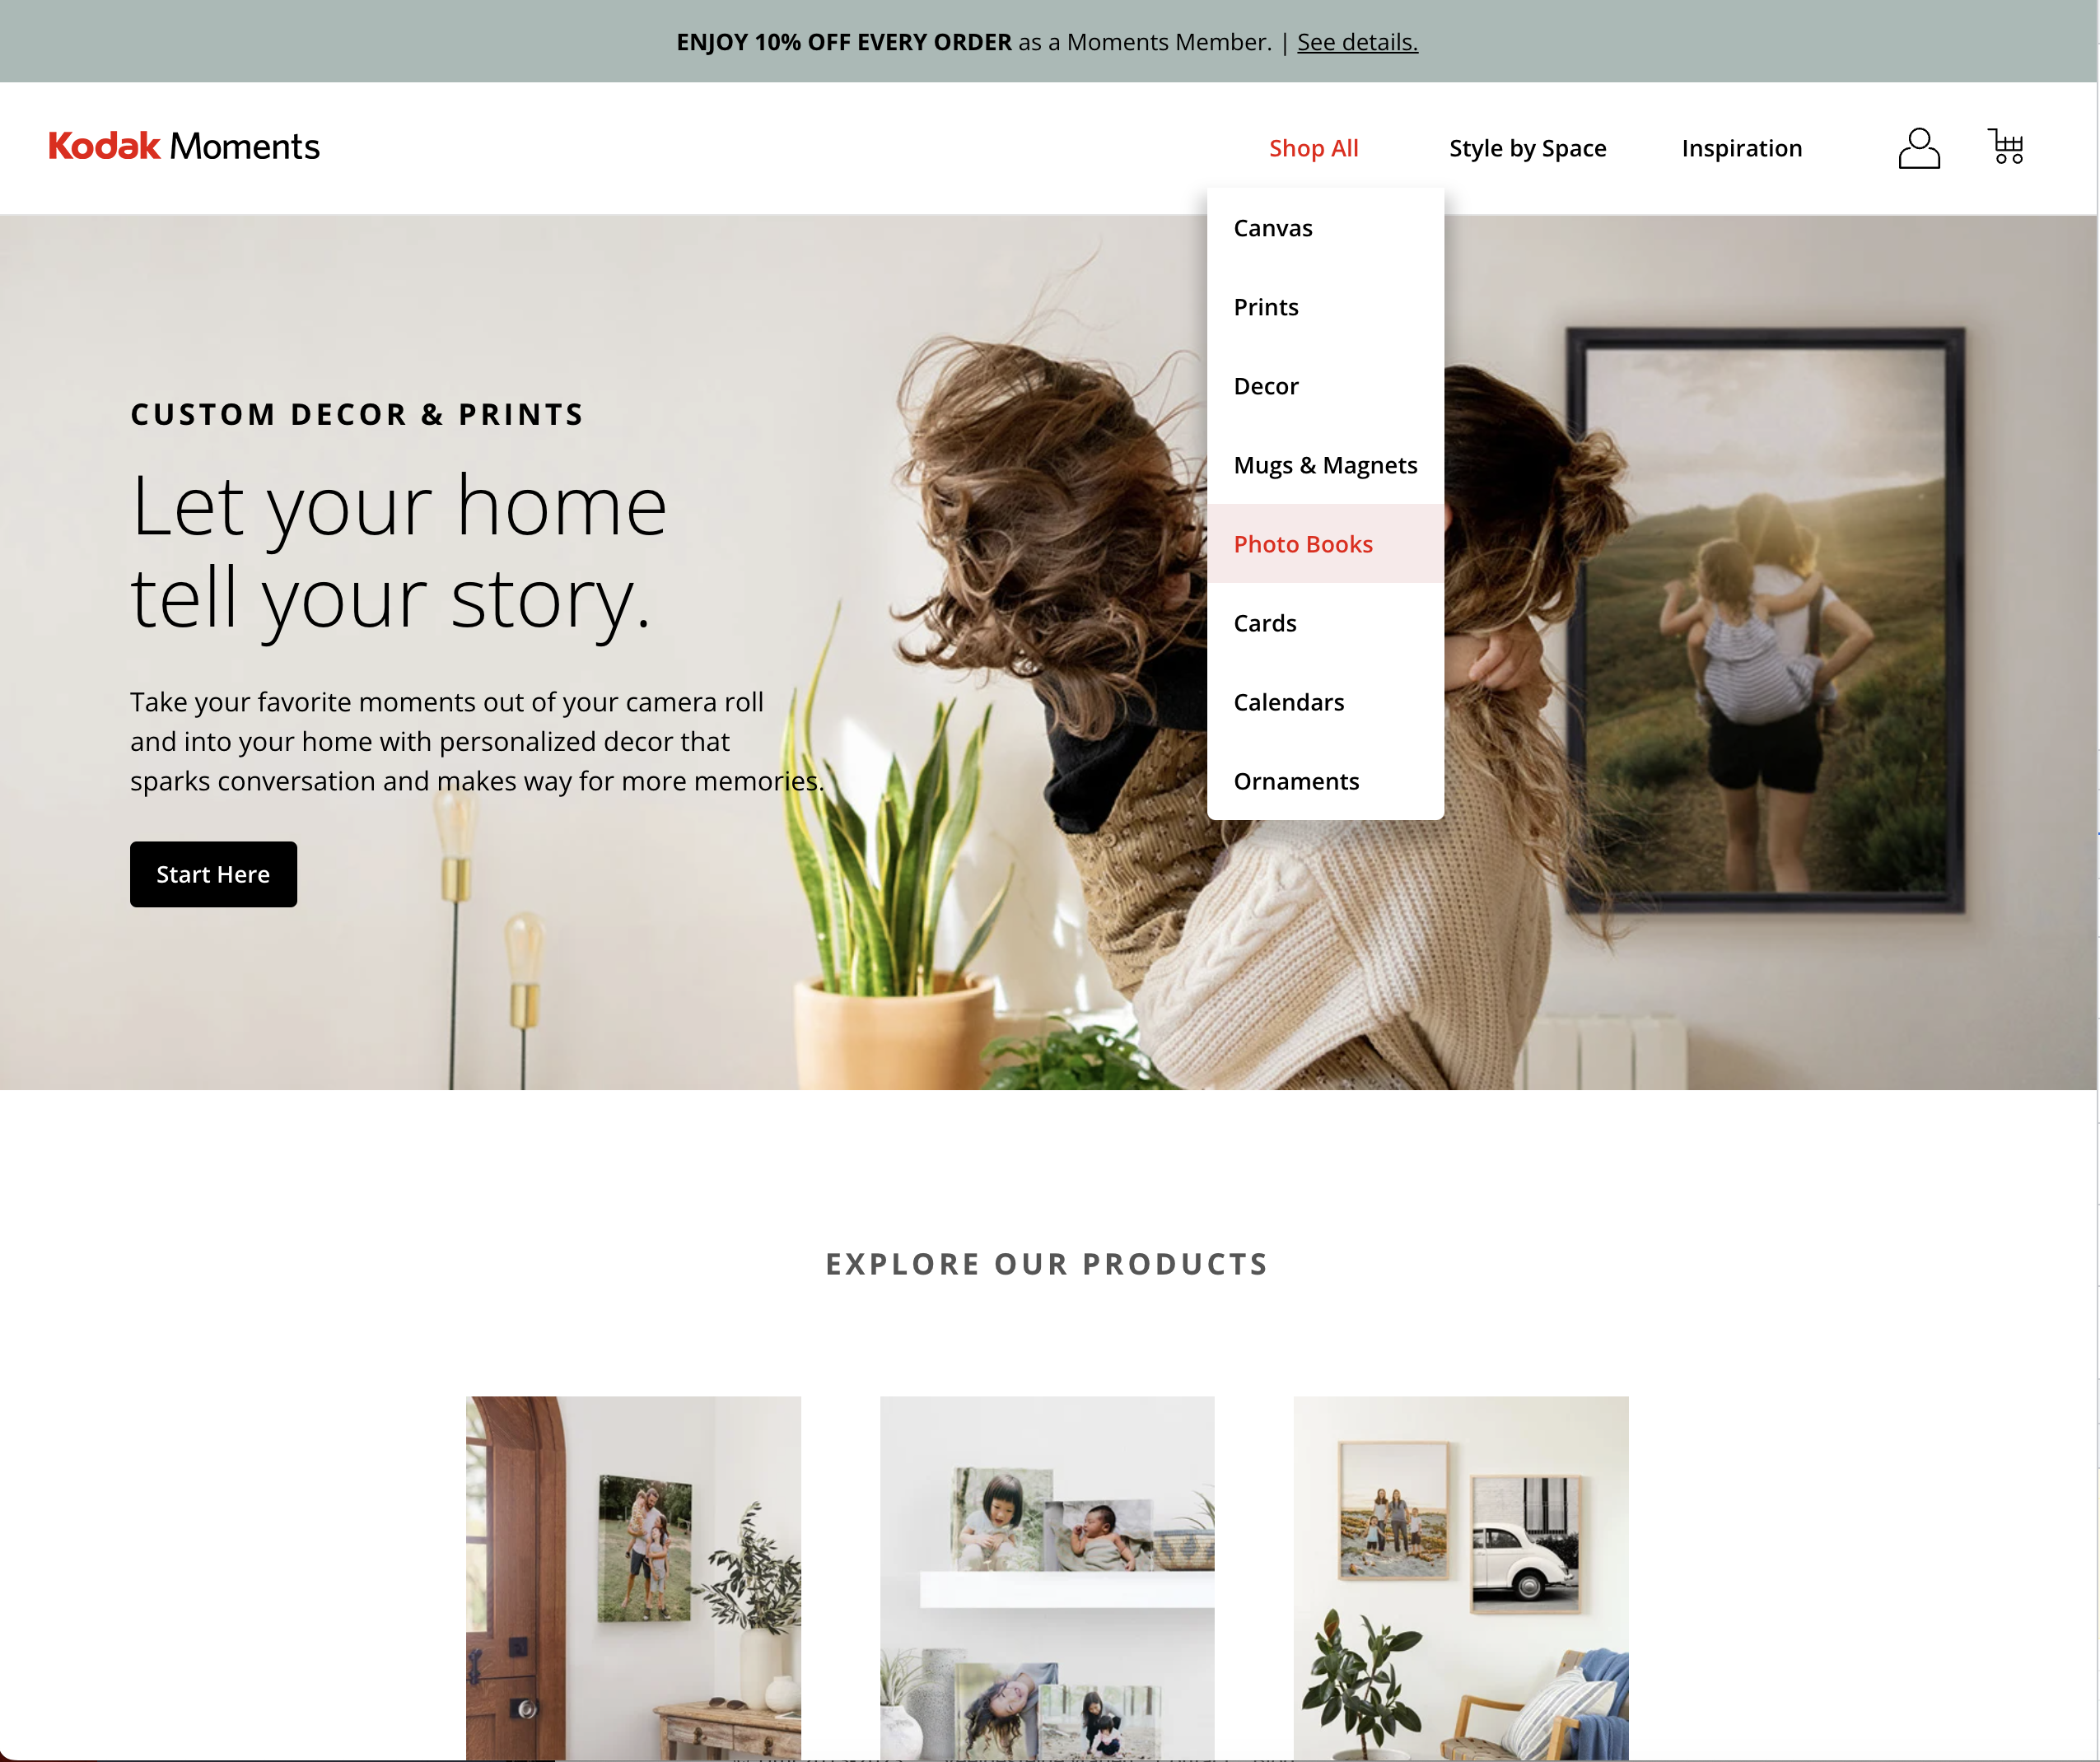 ENJOY 10% OFF EVERY ORDER as a Moments Member. | See details.
Kodak Moments
Shop All
Style by Space
Inspiration
Canvas
Prints
Decor
Mugs & Magnets
Photo Books
Cards
Calendars
Ornaments
CUSTOM DECOR & PRINTS
Let your home
tell your story.
Take your favorite moments out of your camera roll
and into your home with personalized decor that
sparks conversation and makes way for more memories.
Start Here
EXPLORE OUR PRODUCTS